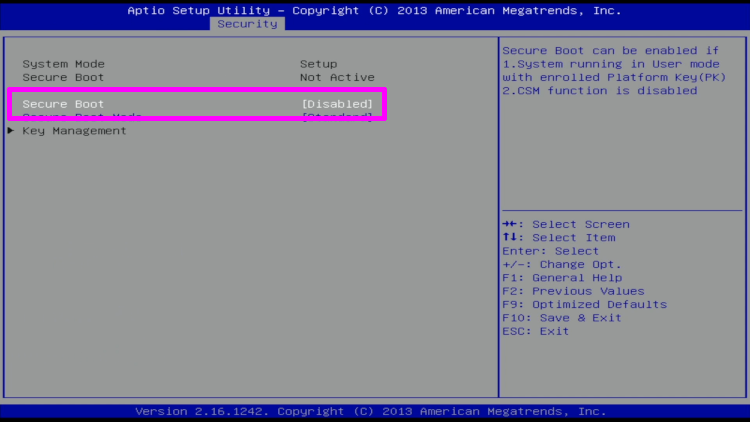 Aptio Setup Utility – Copyright (C) 2013 American Megatrends, Inc.
Security
System Mode Setup
Secure Boot Not Active
Secure Boot [Disabled]
Secure Boot Mode [Standard]
Key Management
Secure Boot can be enabled if
1.System running in User mode
with enrolled Platform Key(PK)
2.CSM function is disabled
→←: Select Screen
↑↓: Select Item
Enter: Select
+/-: Change Opt.
F1: General Help
F2: Previous Values
F9: Optimized Defaults
F10: Save & Exit
ESC: Exit
Version 2.16.1242. Copyright (C) 2013 American Megatrends, Inc.